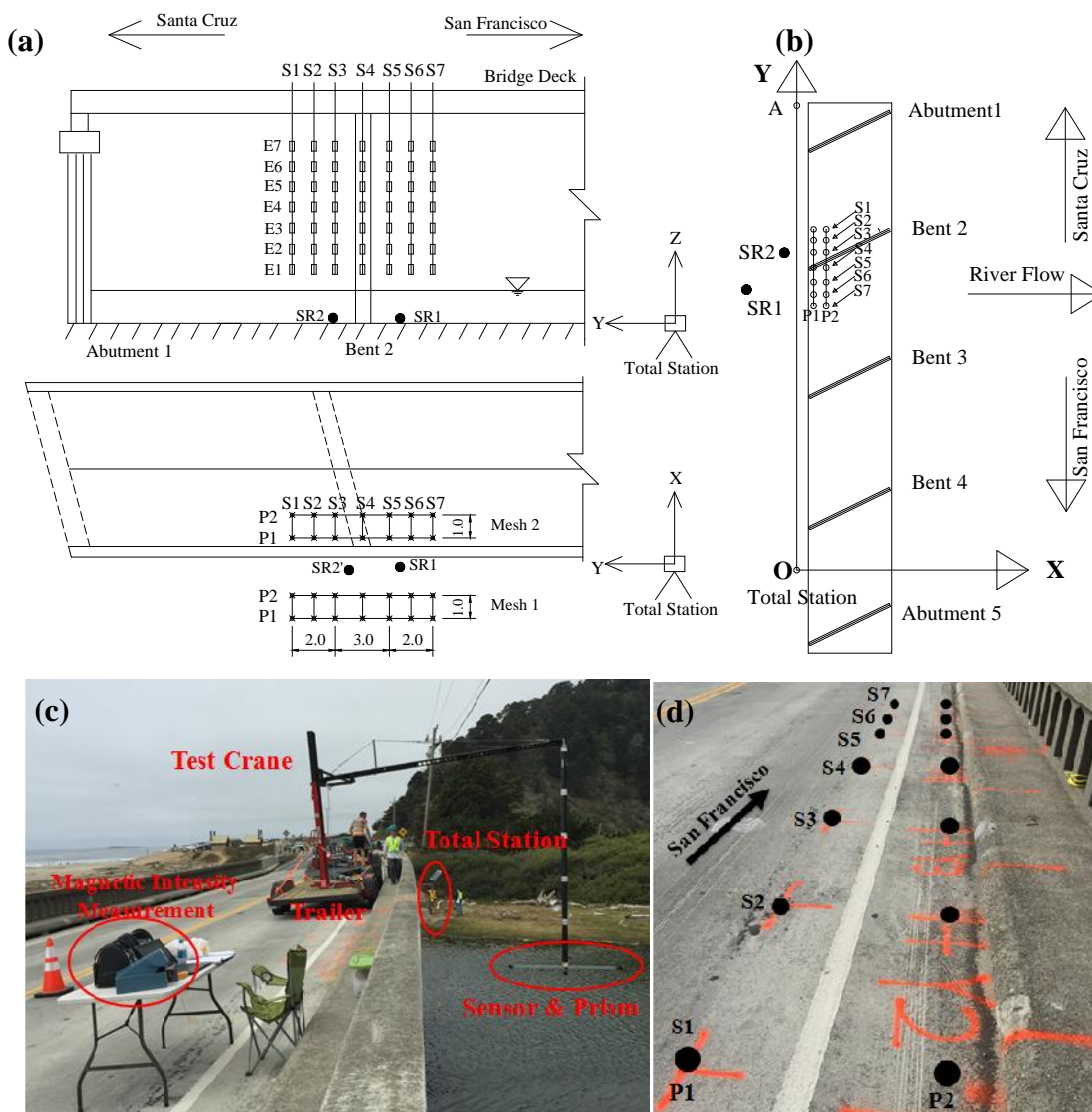 (a)
Santa Cruz
San Francisco
S1 S2 S3 S4 S5 S6 S7
Bridge Deck
E7
E6
E5
E4
E3
E2
E1
SR2
SR1
Abutment 1
Bent 2
Z
Y
Total Station
S1 S2 S3 S4 S5 S6 S7
P2
P1
1.0
Mesh 2
SR2'
SR1
P2
P1
1.0
Mesh 1
2.0
3.0
2.0
X
Y
Total Station
(b)
Y
A
Abutment1
Santa Cruz
S1
S2
S3
S4
S5
S6
S7
Bent 2
SR2
SR1
P1
P2
River Flow
Bent 3
San Francisco
Bent 4
O
X
Total Station
Abutment 5
(c)
Test Crane
Total Station
Magnetic Intensity
Measurement
Trailer
Sensor & Prism
(d)
S7
S6
S5
S4
S3
San Francisco
S2
S1
P1
P2